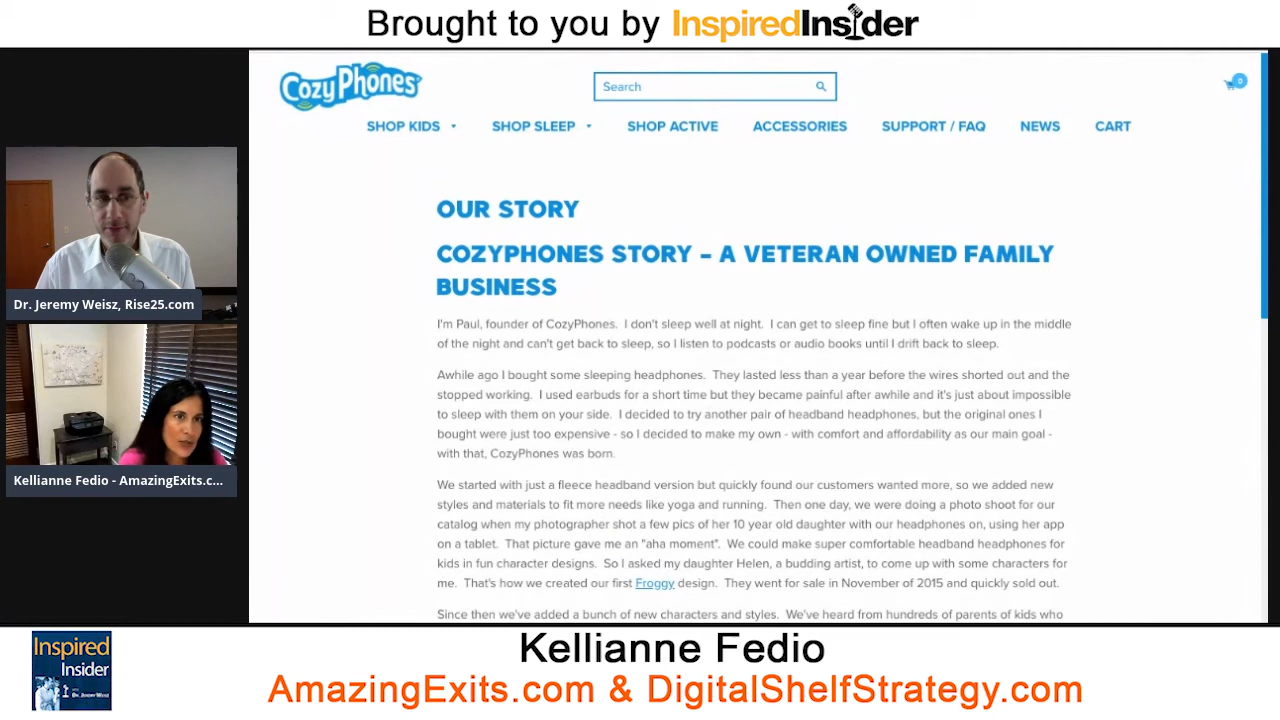 Brought to you by InspiredInsider
CozyPhones
Search
0
SHOP KIDS
SHOP SLEEP
SHOP ACTIVE
ACCESSORIES
SUPPORT / FAQ
NEWS
CART
OUR STORY
COZYPHONES STORY – A VETERAN OWNED FAMILY
BUSINESS
I'm Paul, founder of CozyPhones. I don't sleep well at night. I can get to sleep fine but I often wake up in the middle
of the night and can't get back to sleep, so I listen to podcasts or audio books until I drift back to sleep.
Awhile ago I bought some sleeping headphones. They lasted less than a year before the wires shorted out and the
stopped working. I used earbuds for a short time but they became painful after awhile and it's just about impossible
to sleep with them on your side. I decided to try another pair of headband headphones, but the original ones I
bought were just too expensive - so I decided to make my own - with comfort and affordability as our main goal -
with that, CozyPhones was born.
We started with just a fleece headband version but quickly found our customers wanted more, so we added new
styles and materials to fit more needs like yoga and running. Then one day, we were doing a photo shoot for our
catalog when my photographer shot a few pics of her 10 year old daughter with our headphones on, using her app
on a tablet. That picture gave me an "aha moment". We could make super comfortable headband headphones for
kids in fun character designs. So I asked my daughter Helen, a budding artist, to come up with some characters for
me. That's how we created our first Froggy design. They went for sale in November of 2015 and quickly sold out.
Since then we've added a bunch of new characters and styles. We've heard from hundreds of parents of kids who
Dr. Jeremy Weisz, Rise25.com
Kellianne Fedio - AmazingExits.c...
Inspired
Insider
WITH DR. JEREMY WEISZ
Kellianne Fedio
AmazingExits.com & DigitalShelfStrategy.com